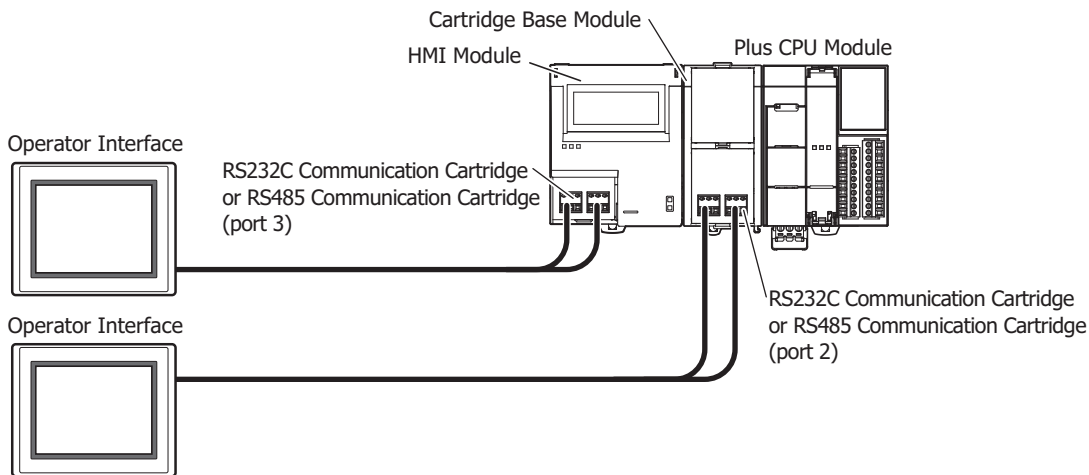 Cartridge Base Module
HMI Module
Plus CPU Module
Operator Interface
RS232C Communication Cartridge
or RS485 Communication Cartridge
(port 3)
RS232C Communication Cartridge
or RS485 Communication Cartridge
(port 2)
Operator Interface